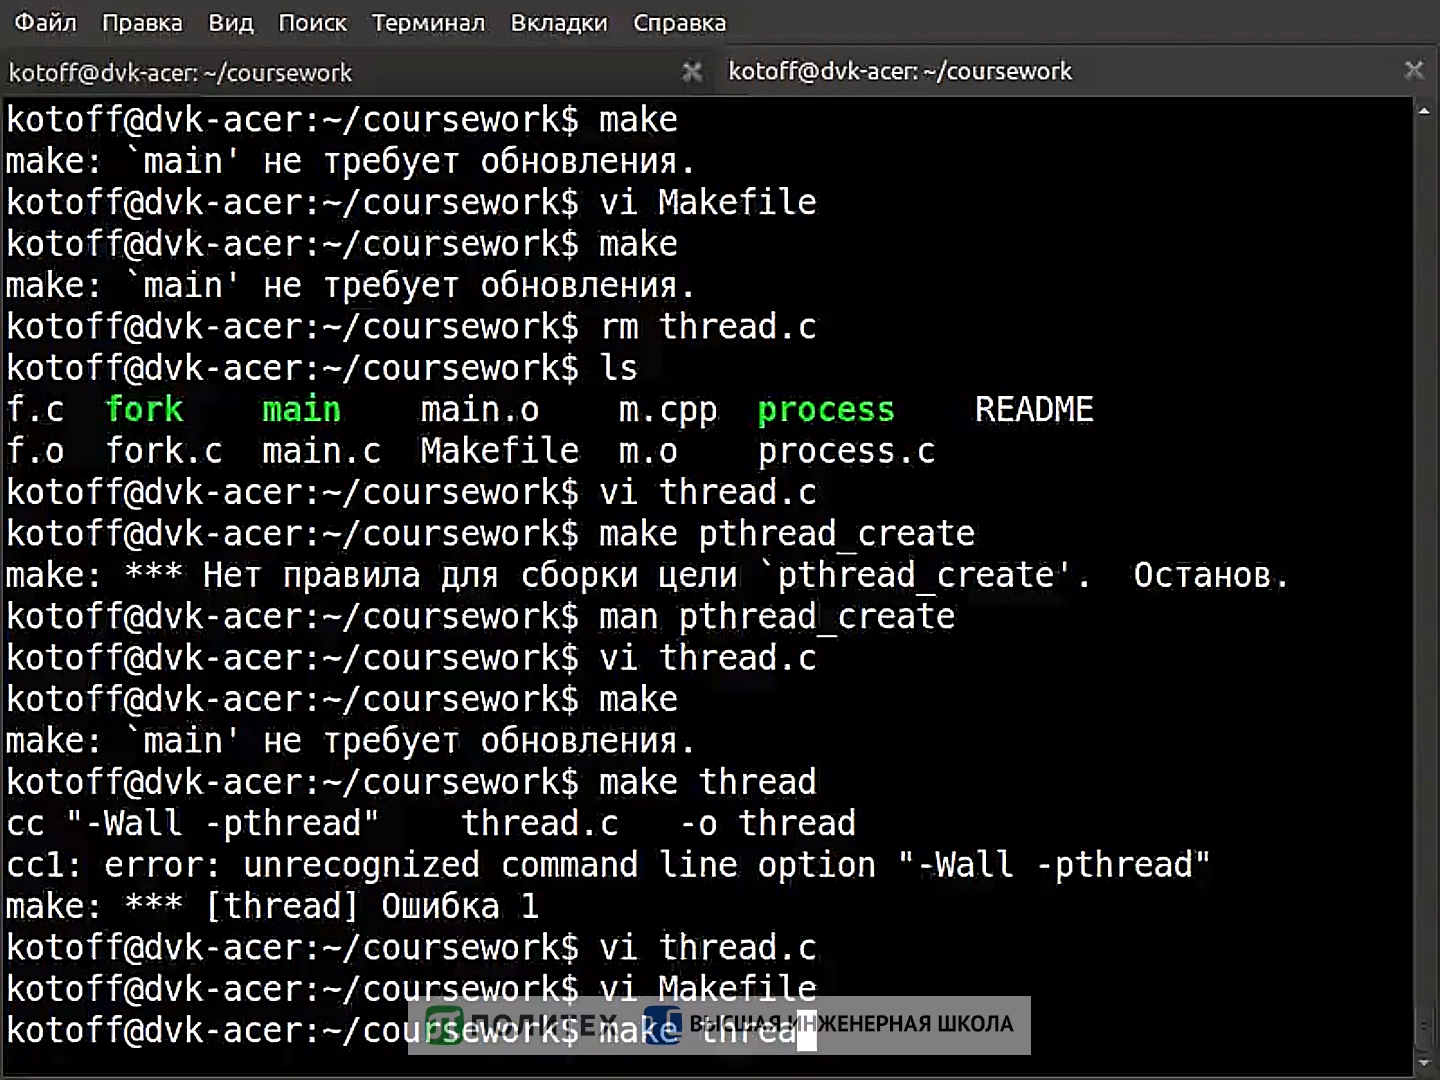 Файл Правка Вид Поиск Терминал Вкладки Справка
kotoff@dvk-acer: ~/coursework kotoff@dvk-acer: ~/coursework
kotoff@dvk-acer:~/coursework$ make
make: `main' не требует обновления.
kotoff@dvk-acer:~/coursework$ vi Makefile
kotoff@dvk-acer:~/coursework$ make
make: `main' не требует обновления.
kotoff@dvk-acer:~/coursework$ rm thread.c
kotoff@dvk-acer:~/coursework$ ls
f.c fork main main.o m.cpp process README
f.o fork.c main.c Makefile m.o process.c
kotoff@dvk-acer:~/coursework$ vi thread.c
kotoff@dvk-acer:~/coursework$ make pthread_create
make: *** Нет правила для сборки цели `pthread_create'. Останов.
kotoff@dvk-acer:~/coursework$ man pthread_create
kotoff@dvk-acer:~/coursework$ vi thread.c
kotoff@dvk-acer:~/coursework$ make
make: `main' не требует обновления.
kotoff@dvk-acer:~/coursework$ make thread
cc "-Wall -pthread" thread.c -o thread
cc1: error: unrecognized command line option "-Wall -pthread"
make: *** [thread] Ошибка 1
kotoff@dvk-acer:~/coursework$ vi thread.c
kotoff@dvk-acer:~/coursework$ vi Makefile
kotoff@dvk-acer:~/coursework$ make threa
ПОЛИТЕХ ВЫСШАЯ ИНЖЕНЕРНАЯ ШКОЛА